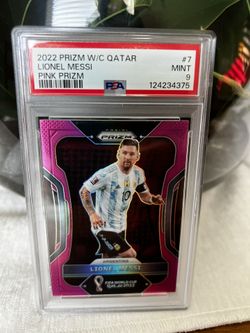 2022 PRIZM W/C QATAR #7
LIONEL MESSI MINT
PINK PRIZM PSA 9
124234375
PRIZM
ARGENTINA
LIONEL MESSI
FIFA WORLD CUP